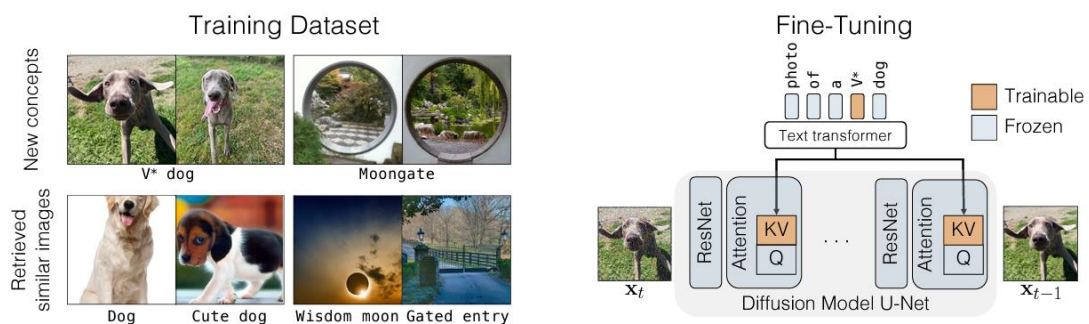 Training Dataset
New concepts
V* dog
Moongate
Retrieved
similar images
Dog
Cute dog
Wisdom moon
Gated entry
Fine-Tuning
photo
of
a
V*
dog
Text transformer
Trainable
Frozen
ResNet
Attention
KV
Q
. . .
ResNet
Attention
KV
Q
Diffusion Model U-Net
x_t
x_{t−1}